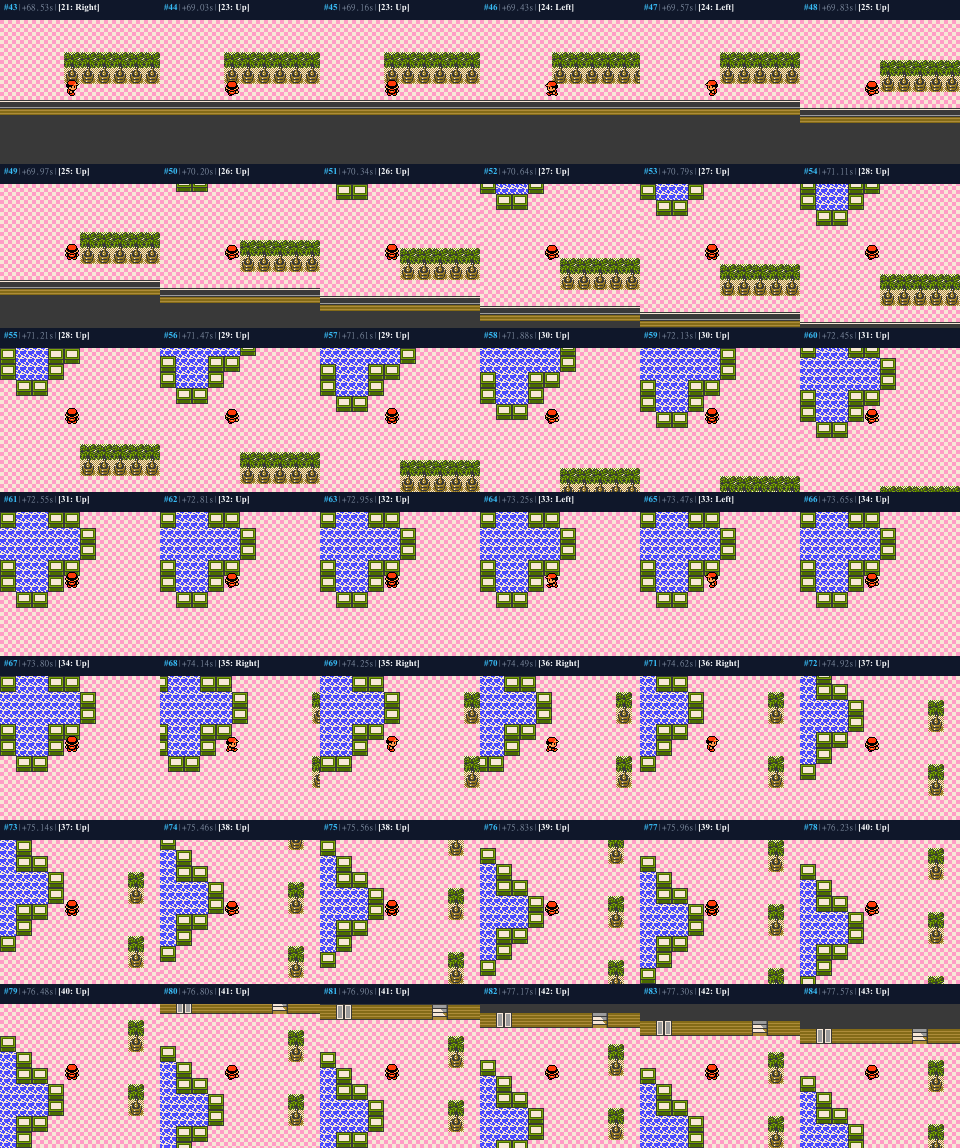 #43|+68.53s|[21: Right]
#44|+69.03s|[23: Up]
#45|+69.16s|[23: Up]
#46|+69.43s|[24: Left]
#47|+69.57s|[24: Left]
#48|+69.83s|[25: Up]
#49|+69.97s|[25: Up]
#50|+70.20s|[26: Up]
#51|+70.34s|[26: Up]
#52|+70.64s|[27: Up]
#53|+70.79s|[27: Up]
#54|+71.11s|[28: Up]
#55|+71.21s|[28: Up]
#56|+71.47s|[29: Up]
#57|+71.61s|[29: Up]
#58|+71.88s|[30: Up]
#59|+72.13s|[30: Up]
#60|+72.45s|[31: Up]
#61|+72.55s|[31: Up]
#62|+72.81s|[32: Up]
#63|+72.95s|[32: Up]
#64|+73.25s|[33: Left]
#65|+73.47s|[33: Left]
#66|+73.65s|[34: Up]
#67|+73.80s|[34: Up]
#68|+74.14s|[35: Right]
#69|+74.25s|[35: Right]
#70|+74.49s|[36: Right]
#71|+74.62s|[36: Right]
#72|+74.92s|[37: Up]
#73|+75.14s|[37: Up]
#74|+75.46s|[38: Up]
#75|+75.56s|[38: Up]
#76|+75.83s|[39: Up]
#77|+75.96s|[39: Up]
#78|+76.23s|[40: Up]
#79|+76.48s|[40: Up]
#80|+76.80s|[41: Up]
#81|+76.90s|[41: Up]
#82|+77.17s|[42: Up]
#83|+77.30s|[42: Up]
#84|+77.57s|[43: Up]